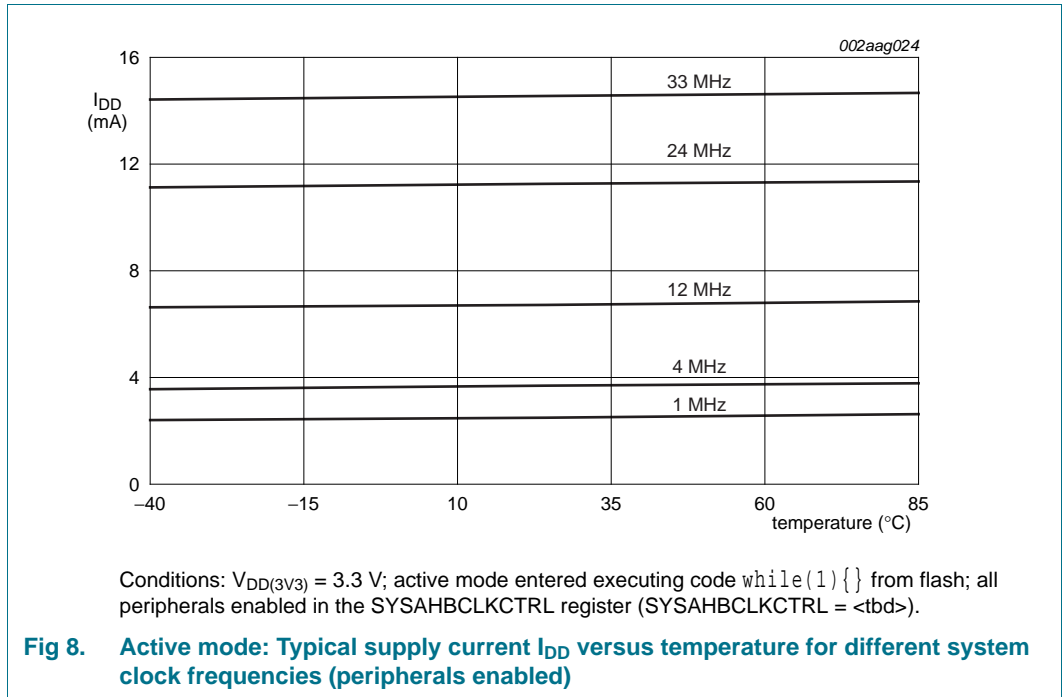 002aag024
16
IDD
(mA)
33 MHz
24 MHz
12
8
12 MHz
4 MHz
4
1 MHz
0
−40 −15 10 35 60 85
temperature (°C)
Conditions: VDD(3V3) = 3.3 V; active mode entered executing code while(1){} from flash; all
peripherals enabled in the SYSAHBCLKCTRL register (SYSAHBCLKCTRL = <tbd>).
Fig 8. Active mode: Typical supply current IDD versus temperature for different system
clock frequencies (peripherals enabled)